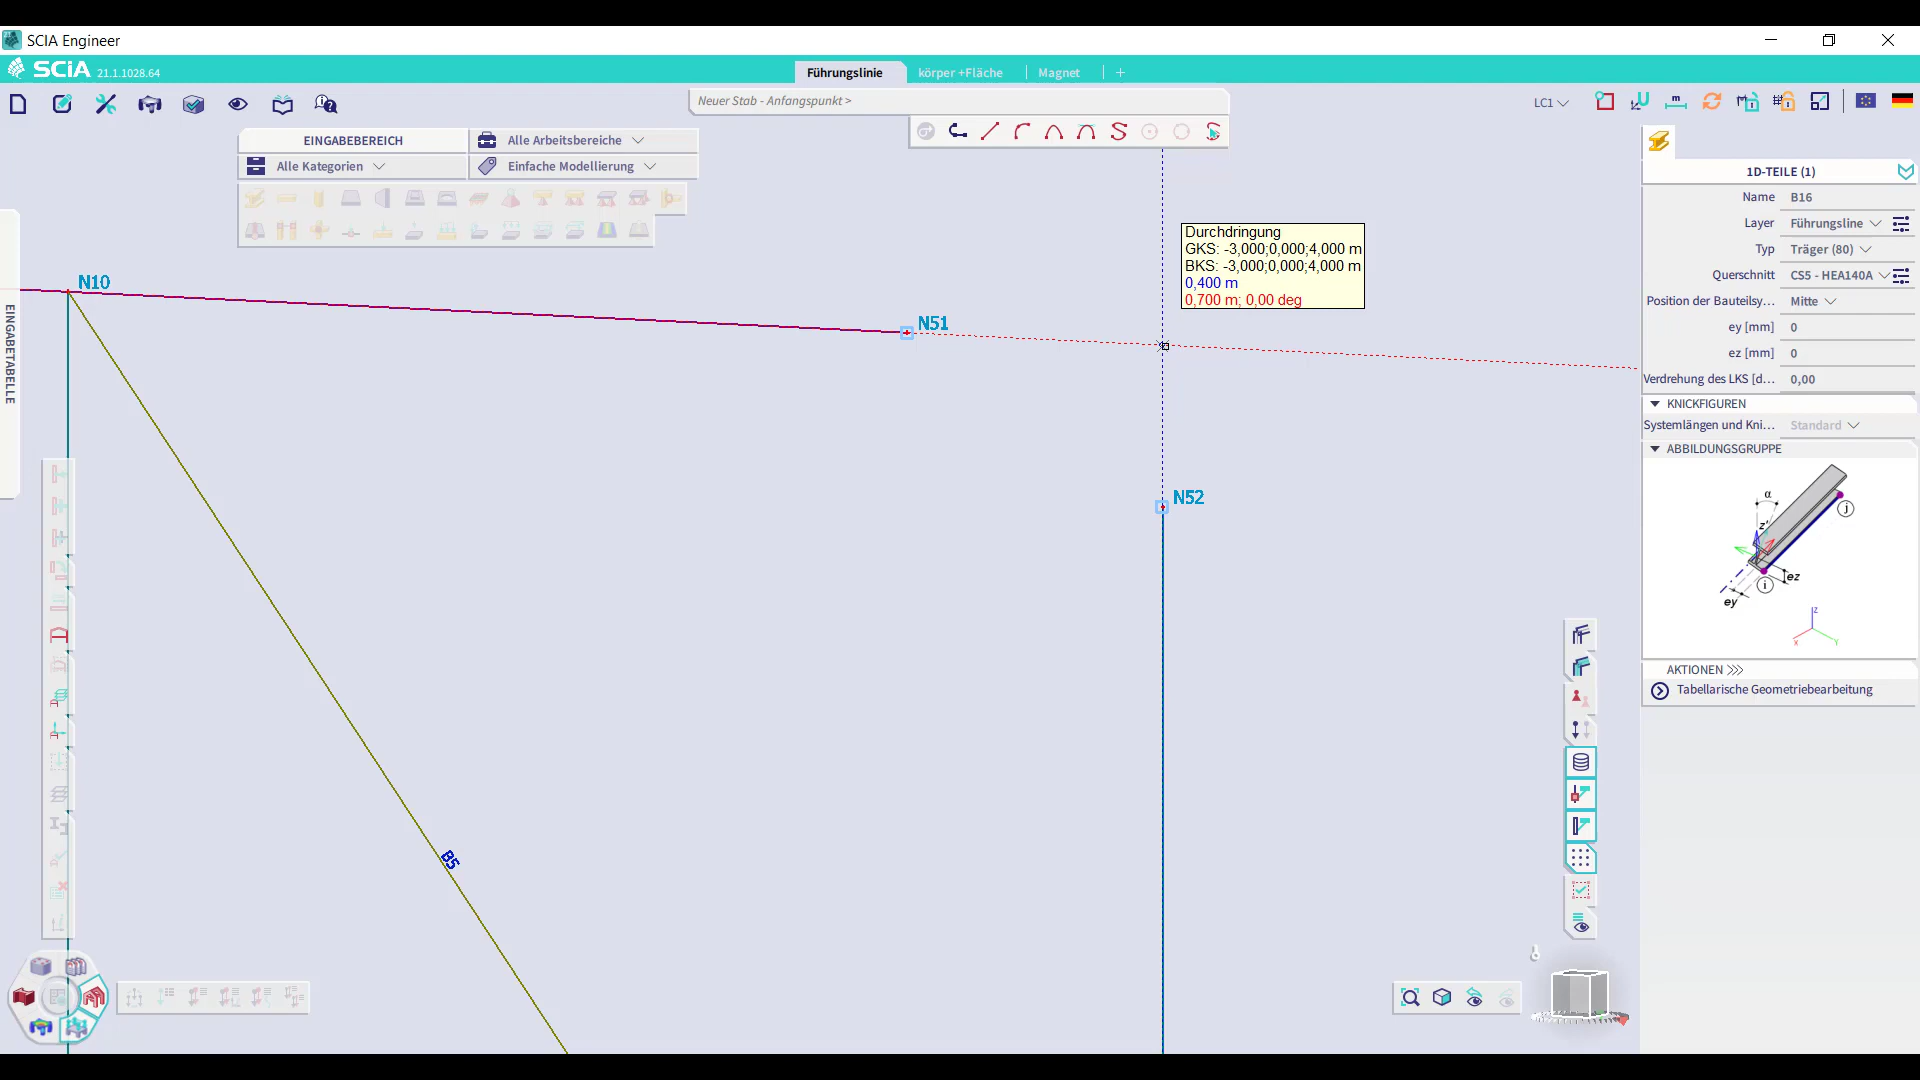 SCIA Engineer
SCIA 21.1.1028.64
Führungslinie
körper +Fläche
Magnet
Neuer Stab - Anfangspunkt >
LC1
EINGABEBEREICH
Alle Arbeitsbereiche
Alle Kategorien
Einfache Modellierung
EINGABETABELLE
N10
N51
N52
B5
Durchdringung
GKS: -3,000;0,000;4,000 m
BKS: -3,000;0,000;4,000 m
0,400 m
0,700 m; 0,00 deg
1D-TEILE (1)
Name B16
Layer Führungsline
Typ Träger (80)
Querschnitt CS5 - HEA140A
Position der Bauteilsy... Mitte
ey [mm] 0
ez [mm] 0
Verdrehung des LKS [d... 0,00
KNICKFIGUREN
Systemlängen und Kni... Standard
ABBILDUNGSGRUPPE
α
z'
j
i
ez
ey
z
x
Y
AKTIONEN >>>
Tabellarische Geometriebearbeitung